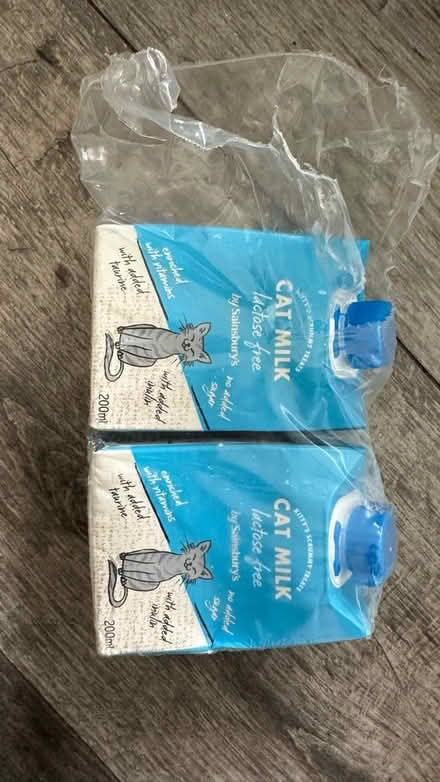 KITTY'S SCRUMMY TREATS
CAT MILK
lactose free
by Sainsbury's
no added
sugar
enriched
with vitamins
with added
taurine
with added
inulin
200ml
KITTY'S SCRUMMY TREATS
CAT MILK
lactose free
by Sainsbury's
no added
sugar
enriched
with vitamins
with added
taurine
with added
inulin
200ml